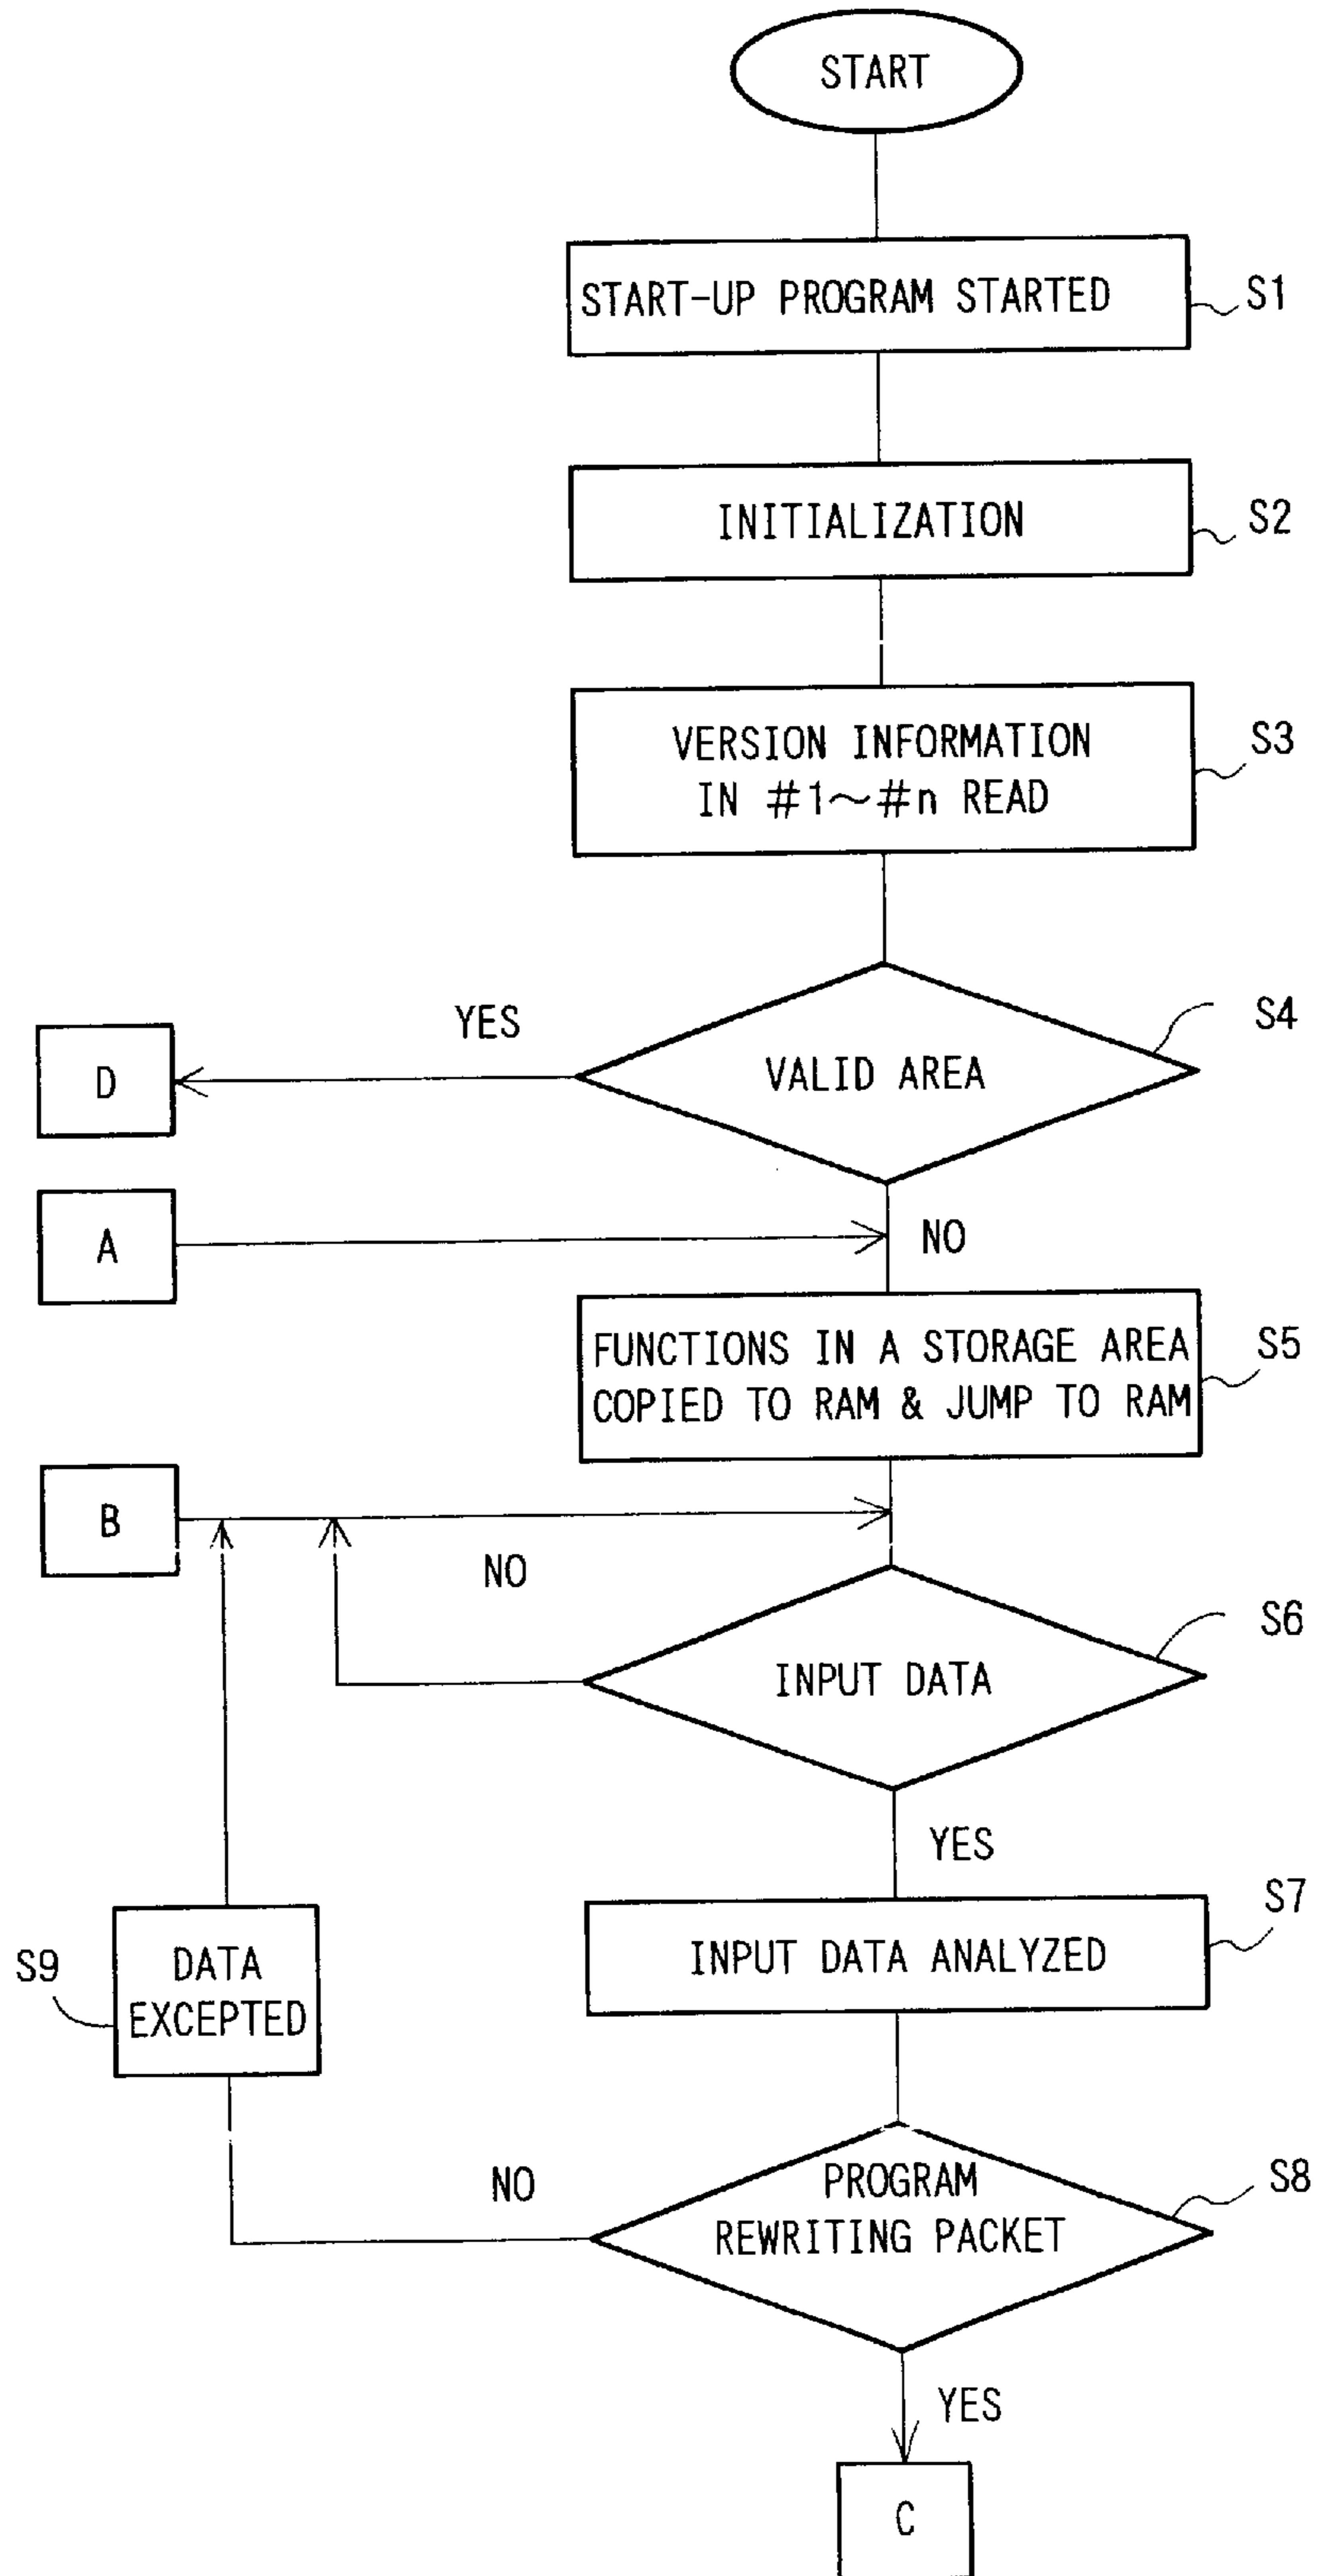 START
START-UP PROGRAM STARTED
S1
INITIALIZATION
S2
VERSION INFORMATION
IN #1~#n READ
S3
YES
VALID AREA
S4
D
A
NO
FUNCTIONS IN A STORAGE AREA
COPIED TO RAM & JUMP TO RAM
S5
B
NO
INPUT DATA
S6
YES
S9
DATA
EXCEPTED
INPUT DATA ANALYZED
S7
NO
PROGRAM
REWRITING PACKET
S8
YES
C